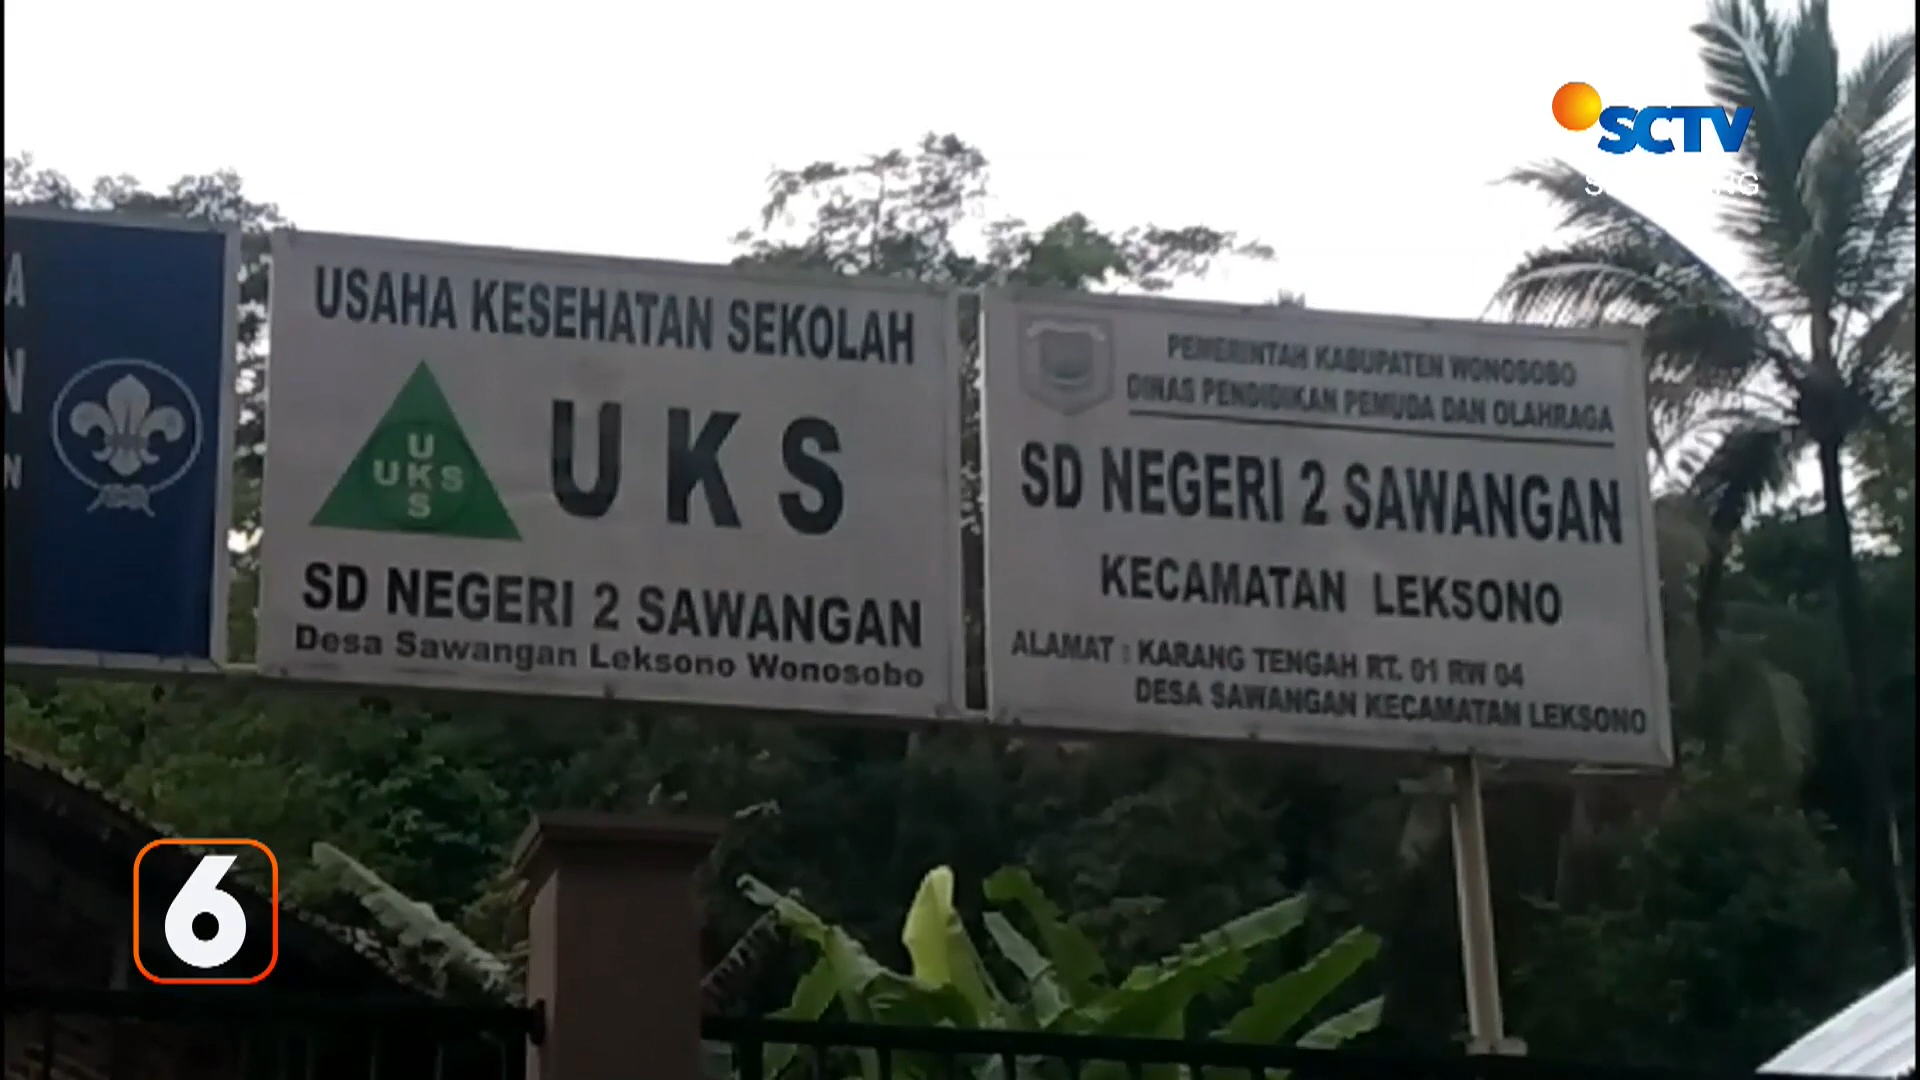 SCTV
A
N
N
USAHA KESEHATAN SEKOLAH
U
UKS
S
UKS
SD NEGERI 2 SAWANGAN
Desa Sawangan Leksono Wonosobo
PEMERINTAH KABUPATEN WONOSOBO
DINAS PENDIDIKAN PEMUDA DAN OLAHRAGA
SD NEGERI 2 SAWANGAN
KECAMATAN LEKSONO
ALAMAT : KARANG TENGAH RT. 01 RW 04
DESA SAWANGAN KECAMATAN LEKSONO
6